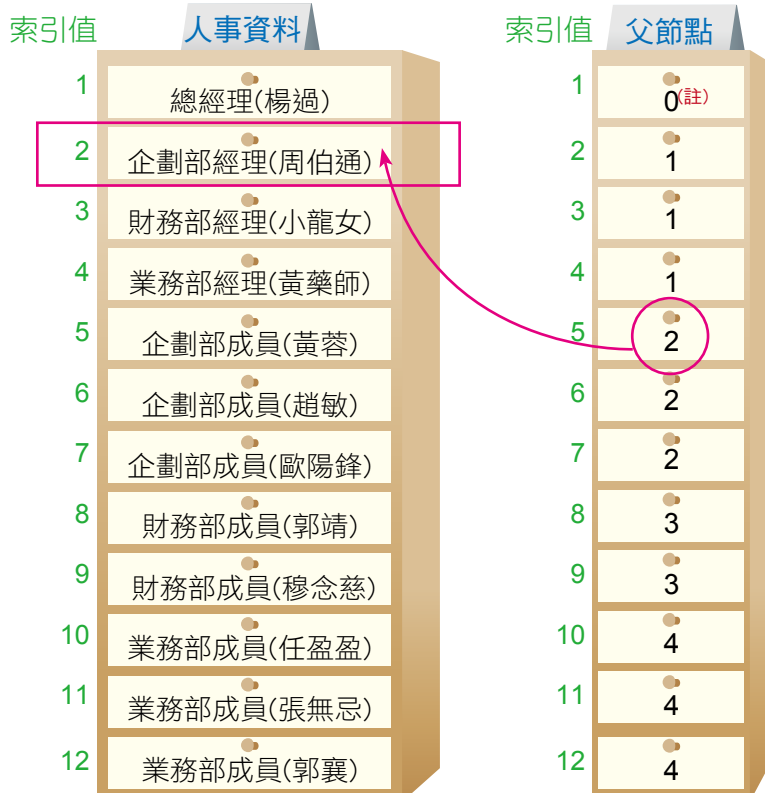 索引值 人事資料 索引值 父節點
1 總經理(楊過) 1 0(註)
2 企劃部經理(周伯通) 2 1
3 財務部經理(小龍女) 3 1
4 業務部經理(黃藥師) 4 1
5 企劃部成員(黃蓉) 5 2
6 企劃部成員(趙敏) 6 2
7 企劃部成員(歐陽鋒) 7 2
8 財務部成員(郭靖) 8 3
9 財務部成員(穆念慈) 9 3
10 業務部成員(任盈盈) 10 4
11 業務部成員(張無忌) 11 4
12 業務部成員(郭襄) 12 4